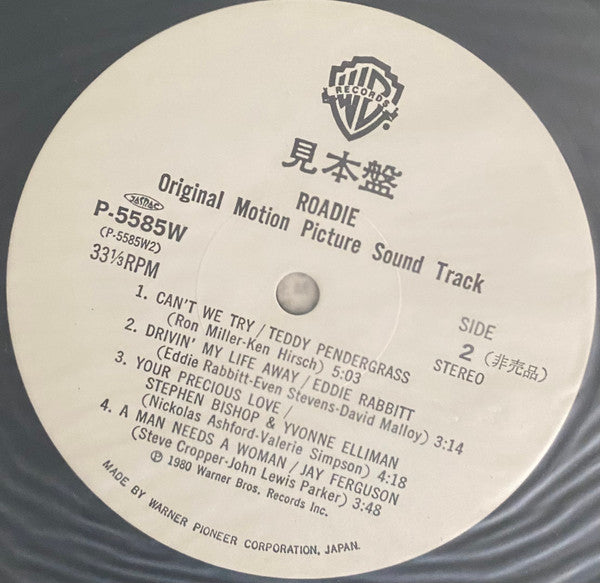 WB
RECORDS
®
見本盤
ROADIE
Original Motion Picture Sound Track
JASRAC
P-5585W
(P-5585W2)
33⅓RPM
SIDE
2 (非売品)
STEREO
1. CAN'T WE TRY / TEDDY PENDERGRASS
(Ron Miller-Ken Hirsch) 5:03
2. DRIVIN' MY LIFE AWAY / EDDIE RABBITT
(Eddie Rabbitt-Even Stevens-David Malloy) 3:14
3. YOUR PRECIOUS LOVE /
STEPHEN BISHOP & YVONNE ELLIMAN
(Nickolas Ashford-Valerie Simpson) 4:18
4. A MAN NEEDS A WOMAN / JAY FERGUSON
(Steve Cropper-John Lewis Parker) 3:48
℗ 1980 Warner Bros. Records Inc.
MADE BY WARNER PIONEER CORPORATION, JAPAN.